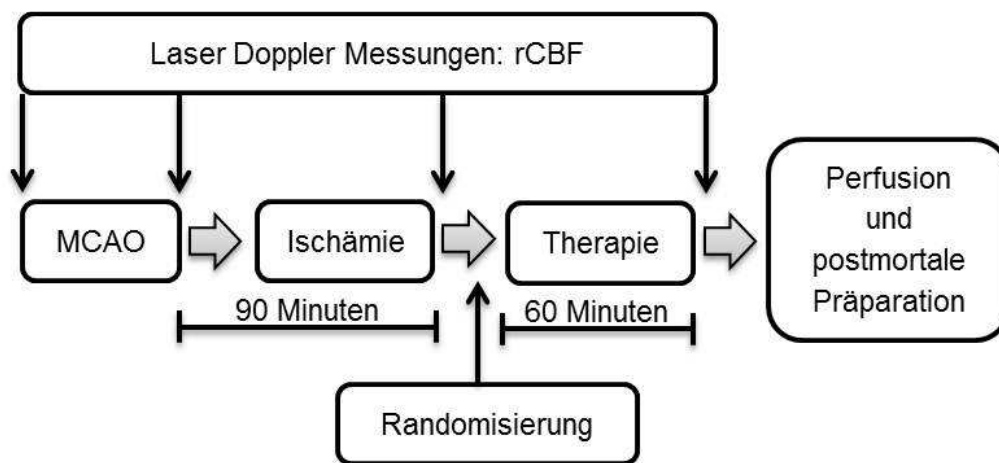 Laser Doppler Messungen: rCBF
MCAO
Ischämie
Therapie
Perfusion
und
postmortale
Präparation
90 Minuten
60 Minuten
Randomisierung